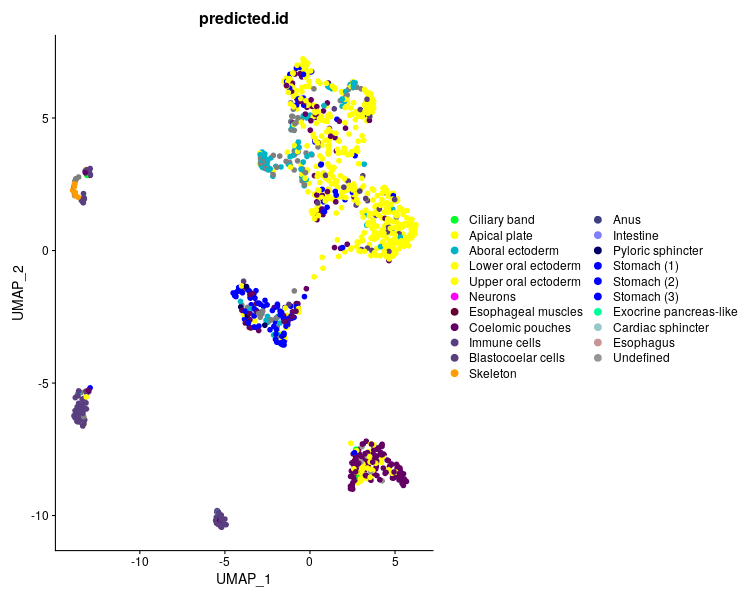 predicted.id
5
0
-5
-10
UMAP_2
-10
-5
0
5
UMAP_1
Ciliary band
Apical plate
Aboral ectoderm
Lower oral ectoderm
Upper oral ectoderm
Neurons
Esophageal muscles
Coelomic pouches
Immune cells
Blastocoelar cells
Skeleton
Anus
Intestine
Pyloric sphincter
Stomach (1)
Stomach (2)
Stomach (3)
Exocrine pancreas-like
Cardiac sphincter
Esophagus
Undefined